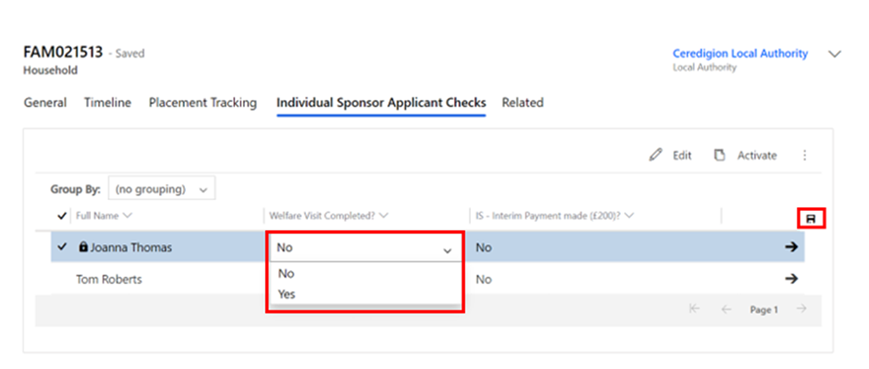 FAM021513 - Saved
Household
Ceredigion Local Authority
Local Authority
General Timeline Placement Tracking Individual Sponsor Applicant Checks Related
Edit Activate
Group By: (no grouping)
Full Name Welfare Visit Completed? IS - Interim Payment made (£200)?
Joanna Thomas No No
No
Tom Roberts No
Yes
Page 1